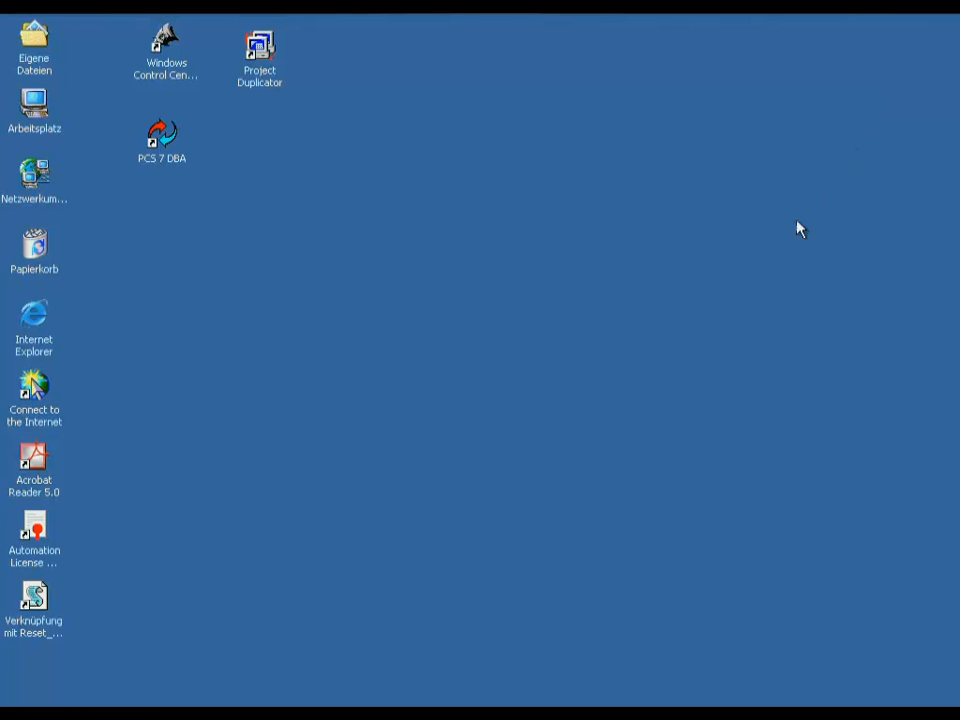 Eigene
Dateien
Arbeitsplatz
Netzwerkum...
Papierkorb
Internet
Explorer
Connect to
the Internet
Acrobat
Reader 5.0
Automation
License ...
Verknüpfung
mit Reset_...
Windows
Control Cen...
PCS 7 DBA
Project
Duplicator